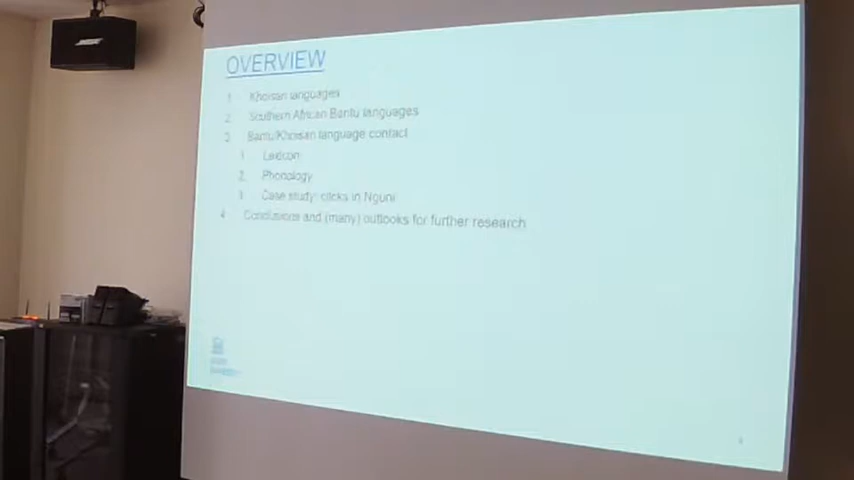 OVERVIEW
1. Khoisan languages
2. Southern African Bantu languages
3. Bantu/Khoisan language contact
1. Lexicon
2. Phonology
3. Case study: clicks in Nguni
4. Conclusions and (many) outlooks for further research